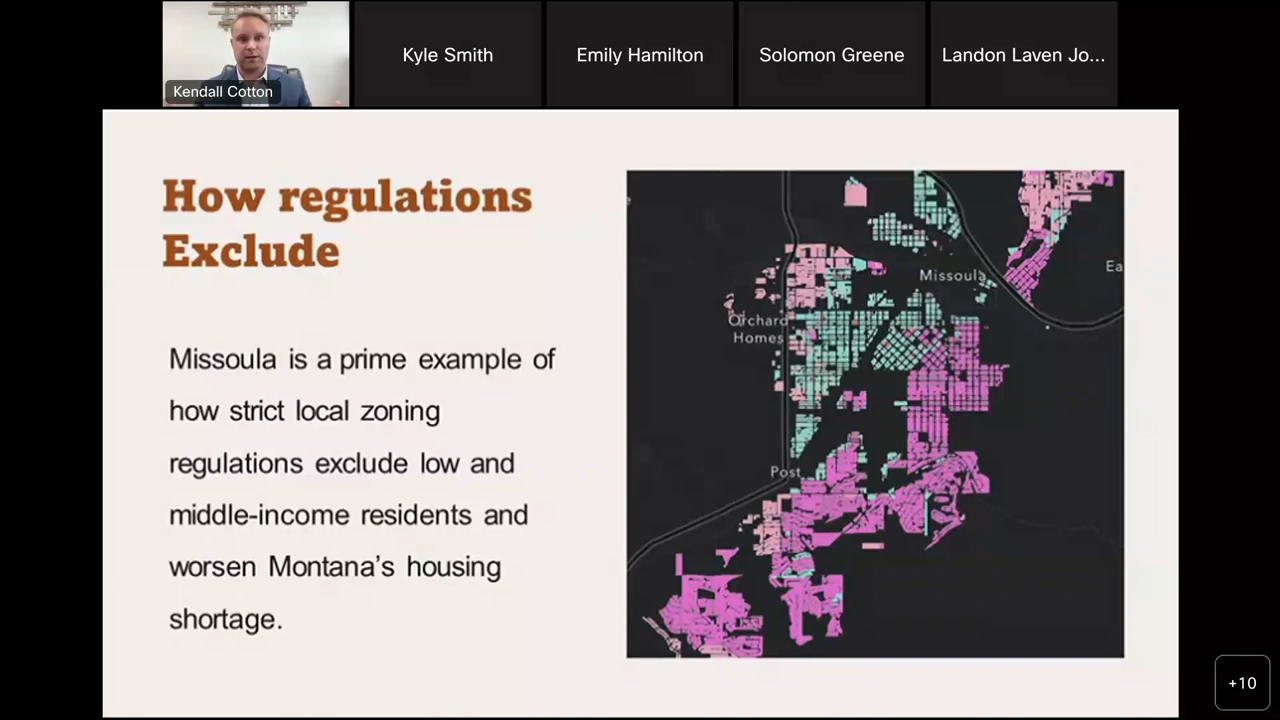 Kendall Cotton
Kyle Smith
Emily Hamilton
Solomon Greene
Landon Laven Jo...
How regulations
Exclude
Missoula is a prime example of
how strict local zoning
regulations exclude low and
middle-income residents and
worsen Montana’s housing
shortage.
Missoula
Ea
Orchard
Homes
Post
+10